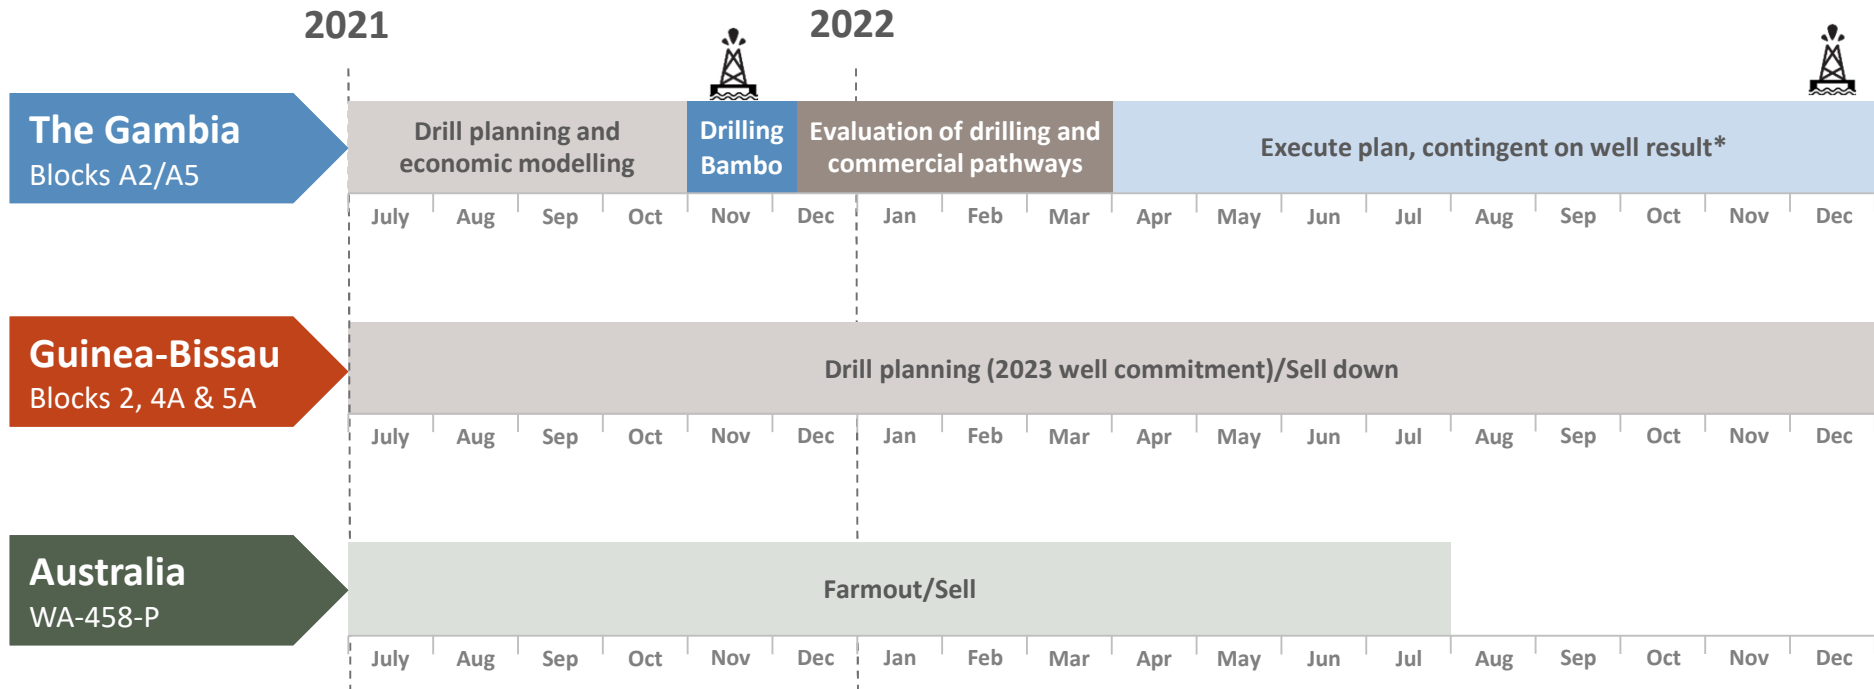 2021
2022
The Gambia
Blocks A2/A5
Drill planning and
economic modelling
Drilling
Bambo
Evaluation of drilling and
commercial pathways
Execute plan, contingent on well result*
July Aug Sep Oct Nov Dec Jan Feb Mar Apr May Jun Jul Aug Sep Oct Nov Dec
Guinea-Bissau
Blocks 2, 4A & 5A
Drill planning (2023 well commitment)/Sell down
July Aug Sep Oct Nov Dec Jan Feb Mar Apr May Jun Jul Aug Sep Oct Nov Dec
Australia
WA-458-P
Farmout/Sell
July Aug Sep Oct Nov Dec Jan Feb Mar Apr May Jun Jul Aug Sep Oct Nov Dec